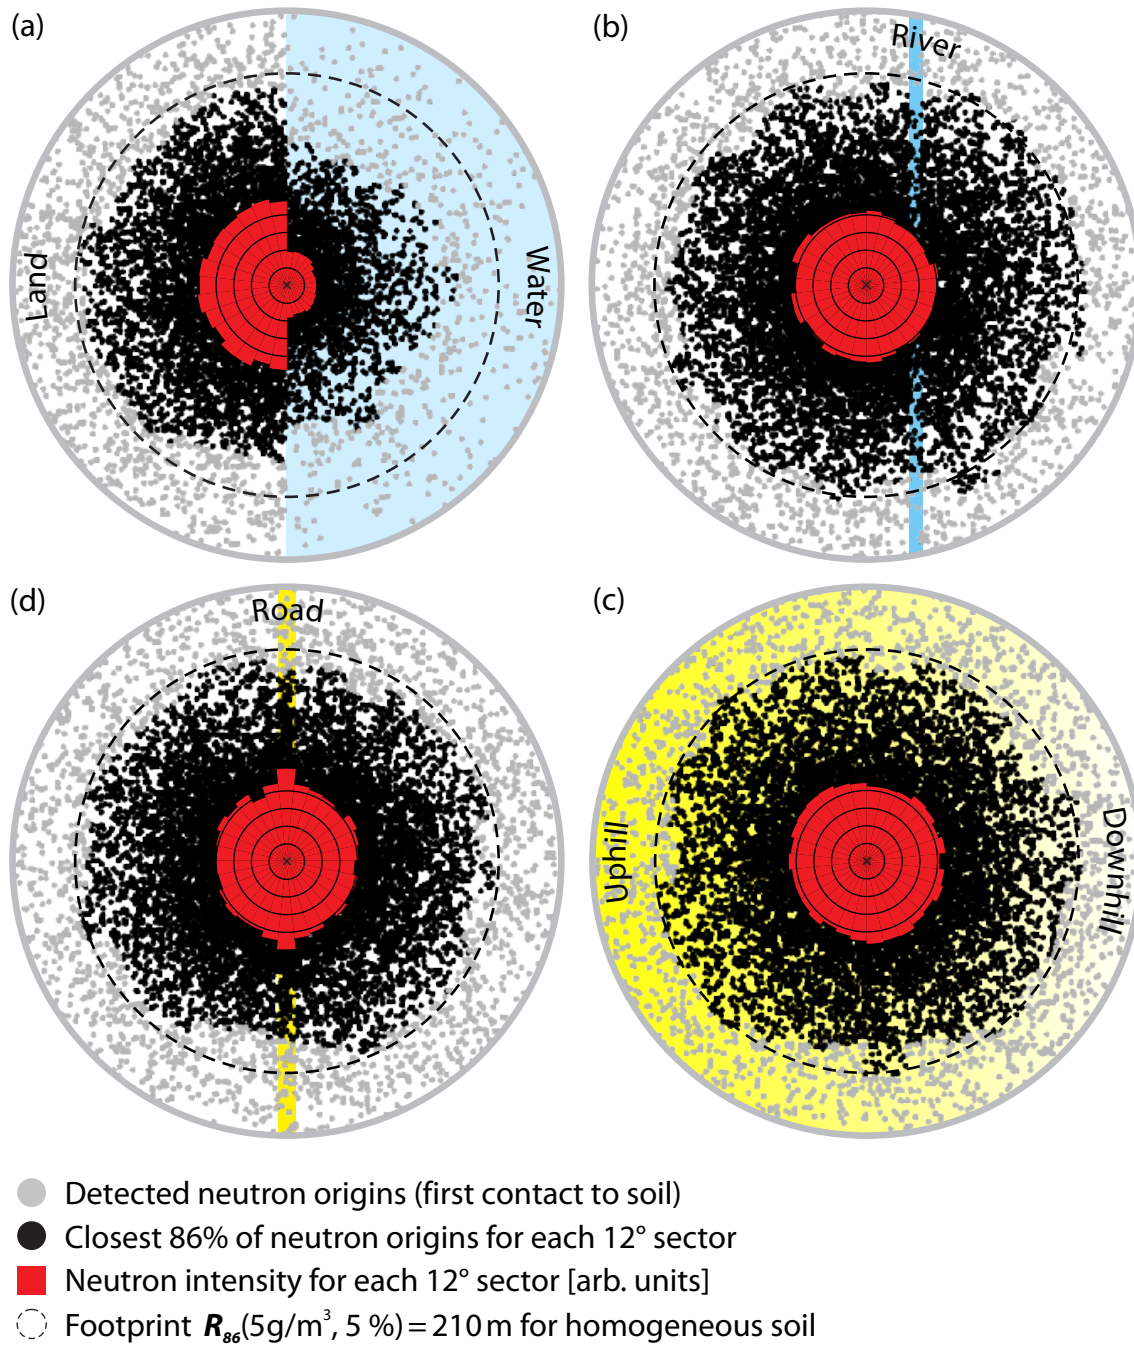 (a)
Land
Water
(b)
River
(d)
Road
(c)
Uphill
Downhill
Detected neutron origins (first contact to soil)
Closest 86% of neutron origins for each 12° sector
Neutron intensity for each 12° sector [arb. units]
Footprint R₈₆(5g/m³, 5 %) = 210 m for homogeneous soil